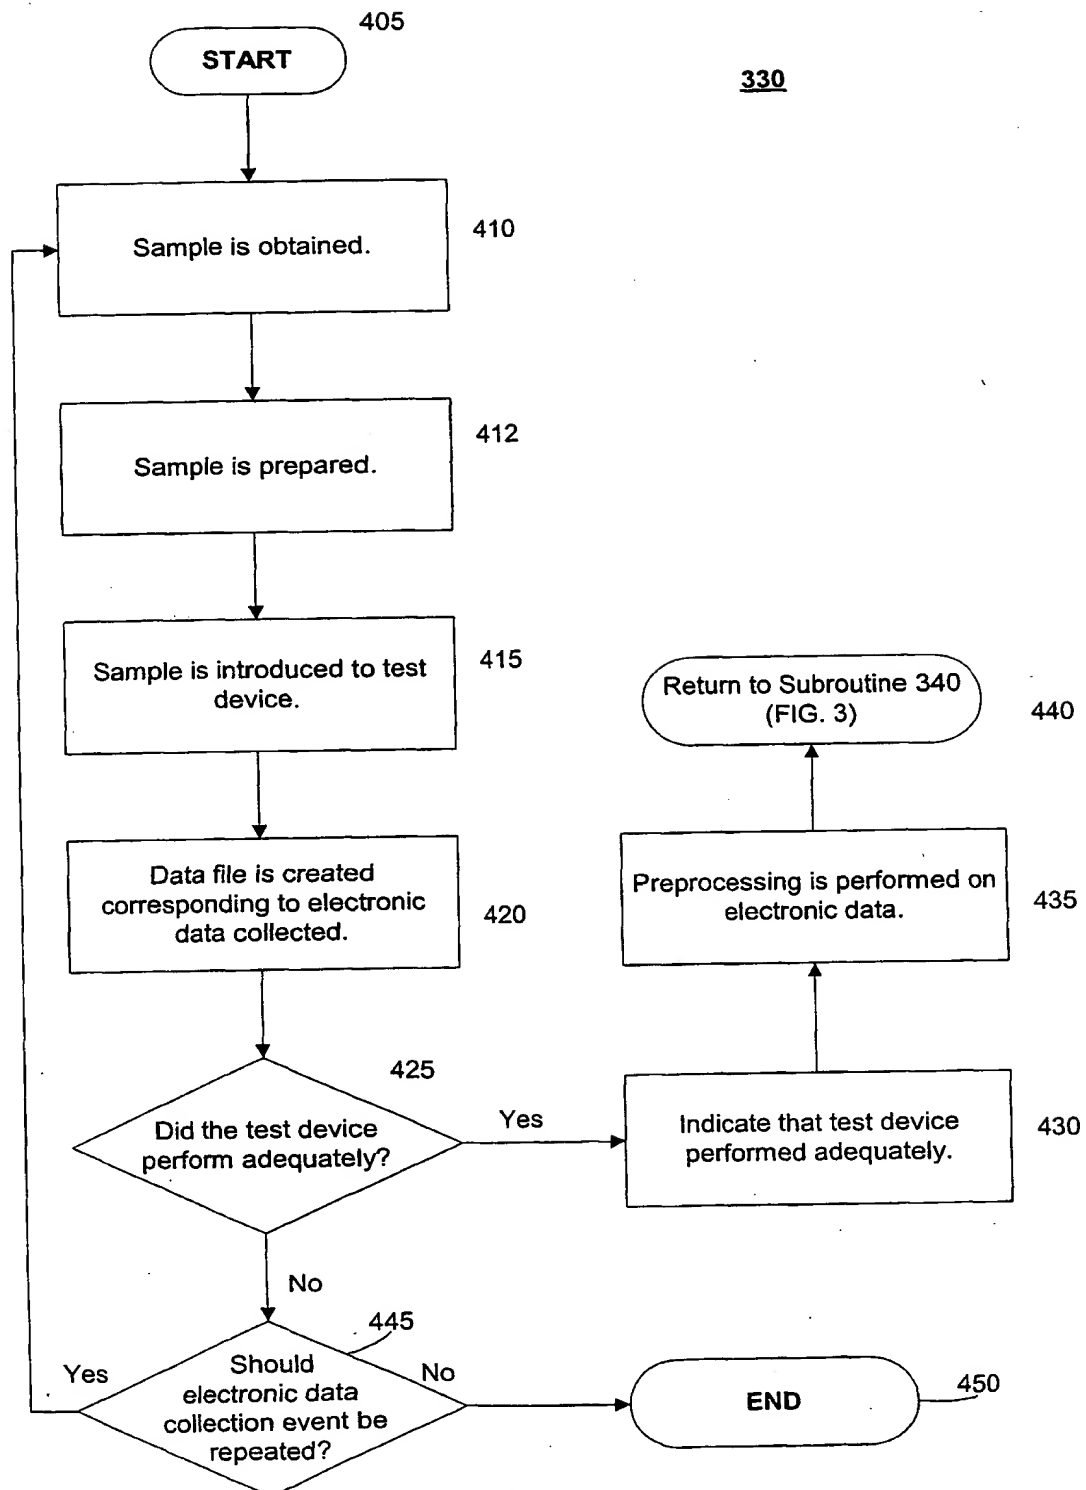 405
START
330
Sample is obtained.
410
Sample is prepared.
412
Sample is introduced to test
device.
415
Data file is created
corresponding to electronic
data collected.
420
Did the test device
perform adequately?
425
Yes
No
Indicate that test device
performed adequately.
430
Preprocessing is performed on
electronic data.
435
Return to Subroutine 340
(FIG. 3)
440
Should
electronic data
collection event be
repeated?
445
Yes
No
END
450